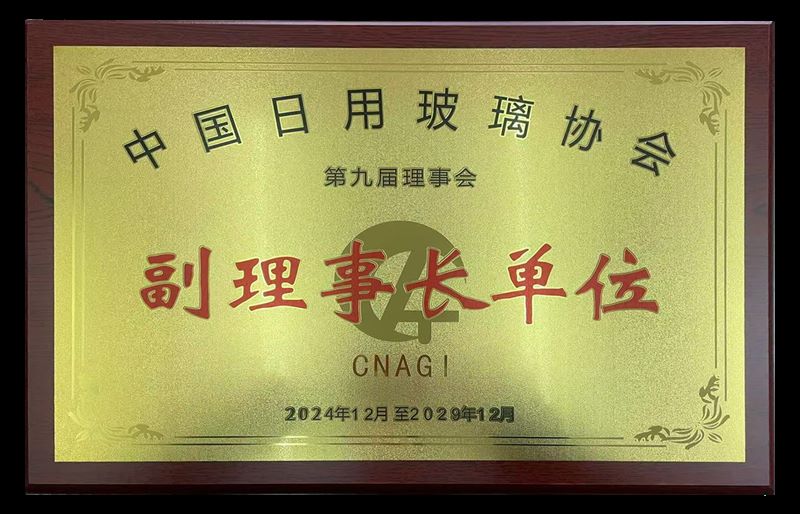 中国日用玻璃协会
第九届理事会
副理事长单位
CNAGI
2024年12月至2029年12月